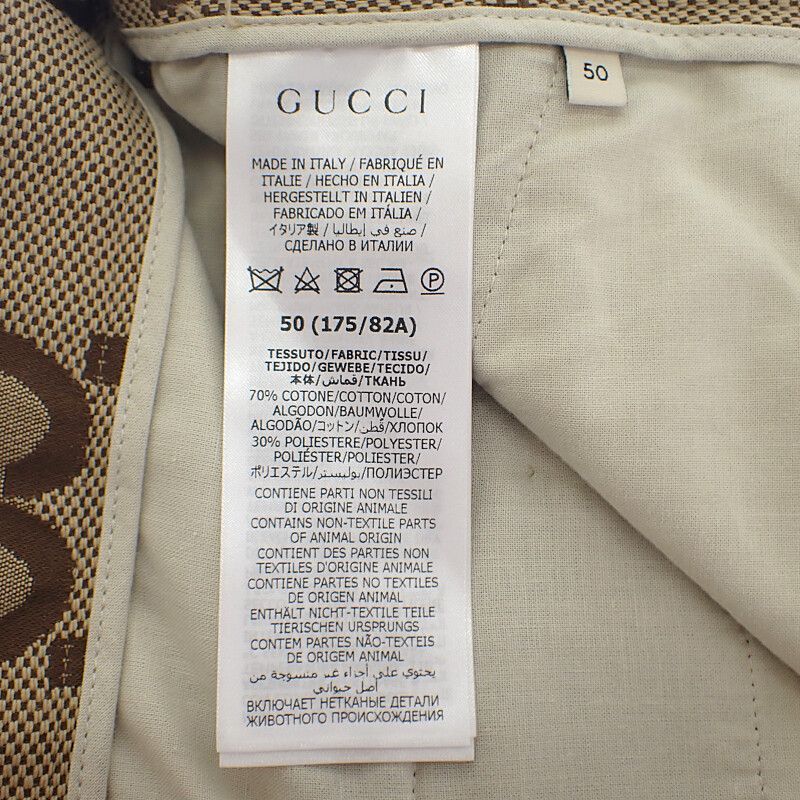 GUCCI
50
MADE IN ITALY / FABRIQUÉ EN
ITALIE / HECHO EN ITALIA /
HERGESTELLT IN ITALIEN /
FABRICADO EM ITÁLIA /
イタリア製 / صنع في إيطاليا /
СДЕЛАНО В ИТАЛИИ
P
50 (175/82A)
TESSUTO/FABRIC/TISSU/
TEJIDO/GEWEBE/TECIDO/
本体/قماش/ТКАНЬ
70% COTONE/COTTON/COTON/
ALGODON/BAUMWOLLE/
ALGODÃO/コットン/قطن/ХЛОПОК
30% POLIESTERE/POLYESTER/
POLIÉSTER/POLYESTER/
ポリエステル/بوليستر/ПОЛИЭСТЕР
CONTIENE PARTI NON TESSILI
DI ORIGINE ANIMALE
CONTAINS NON-TEXTILE PARTS
OF ANIMAL ORIGIN
CONTIENT DES PARTIES NON
TEXTILES D'ORIGINE ANIMALE
CONTIENE PARTES NO TEXTILES
DE ORIGEN ANIMAL
ENTHÄLT NICHT-TEXTILE TEILE
TIERISCHEN URSPRUNGS
CONTEM PARTES NÃO-TEXTEIS
DE ORIGEM ANIMAL
يحتوي على أجزاء غير منسوجة من
أصل حيواني
ВКЛЮЧАЕТ НЕТКАНЫЕ ДЕТАЛИ
ЖИВОТНОГО ПРОИСХОЖДЕНИЯ